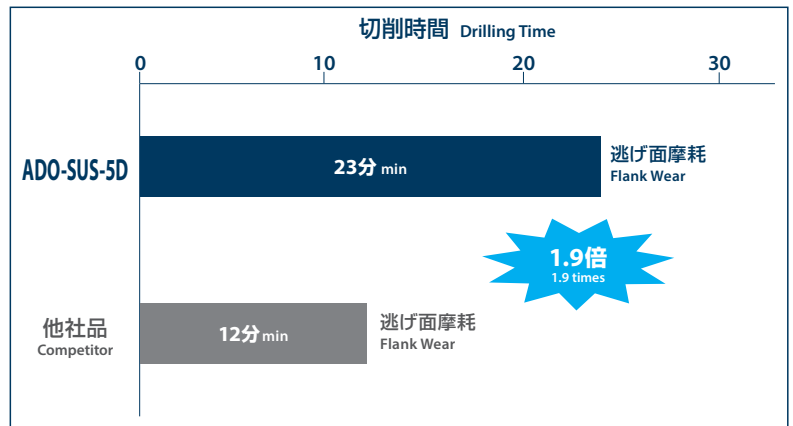 切削時間 Drilling Time
0 10 20 30
ADO-SUS-5D
23分 min
逃げ面摩耗
Flank Wear
1.9倍
1.9 times
他社品
Competitor
12分 min
逃げ面摩耗
Flank Wear